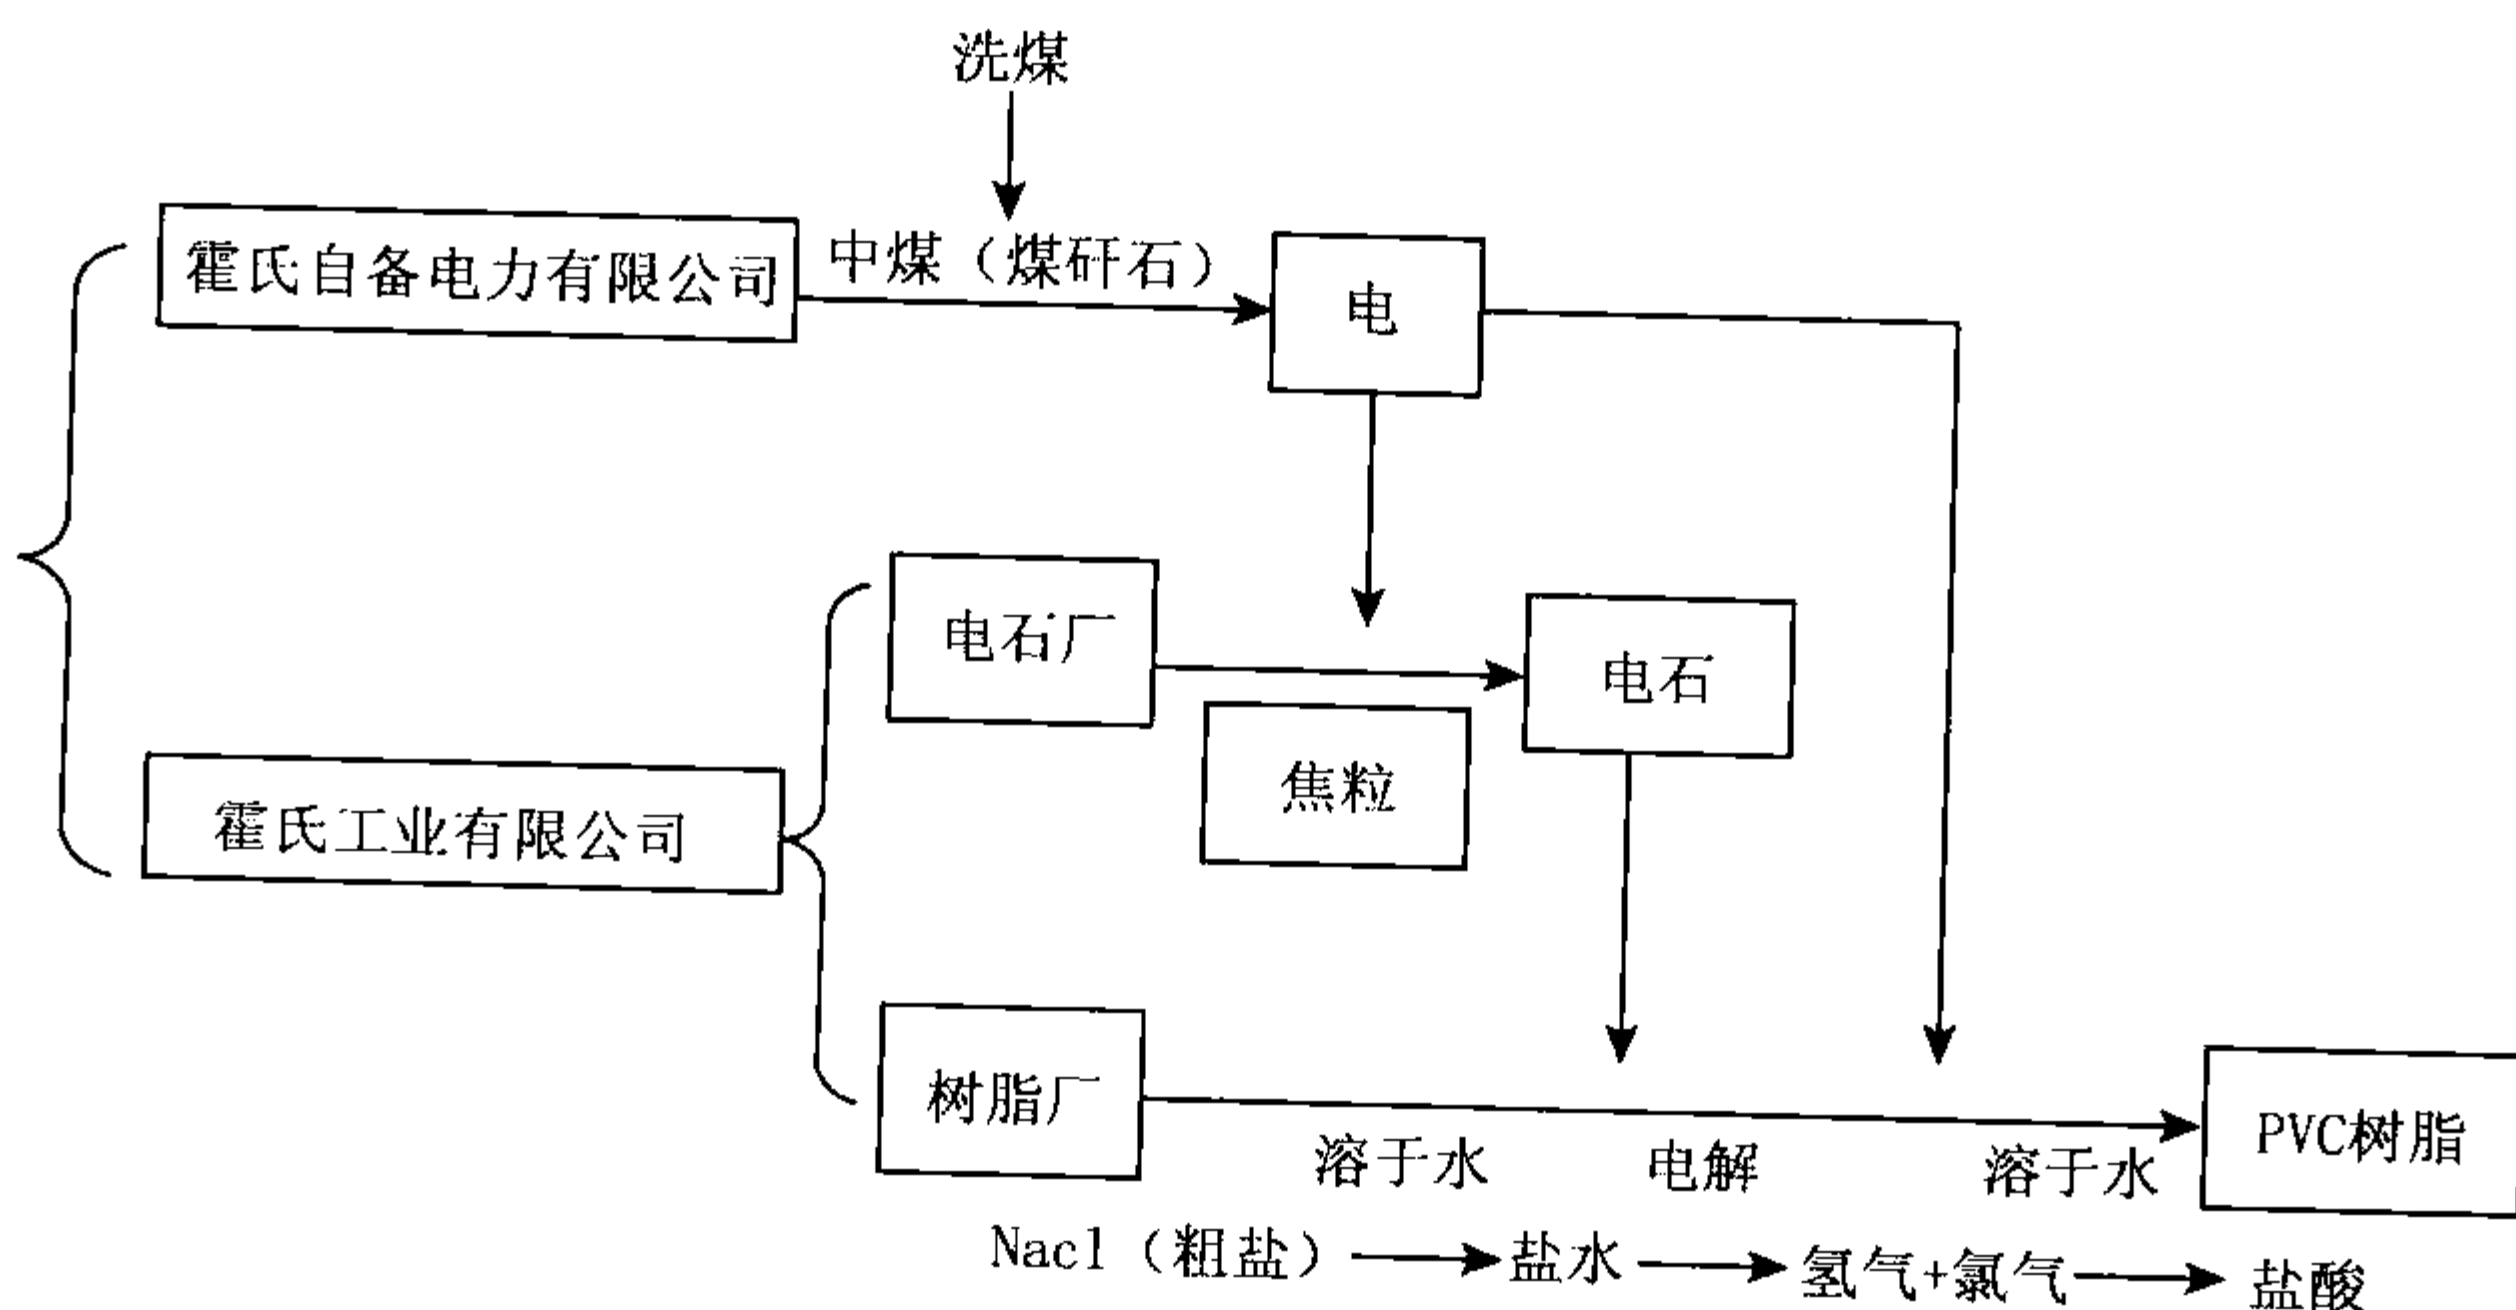 洗煤
霍氏自备电力有限公司
中煤（煤矸石）
电
电石厂
电石
焦粒
霍氏工业有限公司
树脂厂
PVC树脂
溶于水 电解 溶于水
Nacl（粗盐） 盐水 氢气+氯气 盐酸